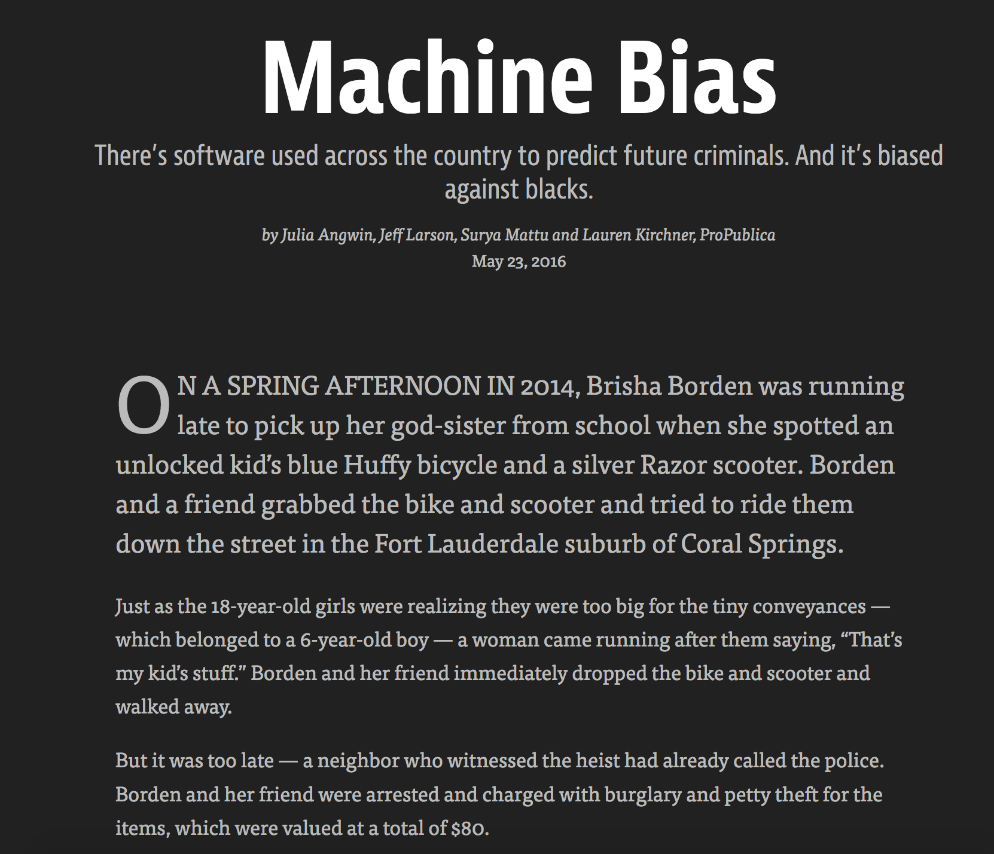 Machine Bias
There's software used across the country to predict future criminals. And it's biased
against blacks.
by Julia Angwin, Jeff Larson, Surya Mattu and Lauren Kirchner, ProPublica
May 23, 2016
ON A SPRING AFTERNOON IN 2014, Brisha Borden was running
late to pick up her god-sister from school when she spotted an
unlocked kid's blue Huffy bicycle and a silver Razor scooter. Borden
and a friend grabbed the bike and scooter and tried to ride them
down the street in the Fort Lauderdale suburb of Coral Springs.
Just as the 18-year-old girls were realizing they were too big for the tiny conveyances —
which belonged to a 6-year-old boy — a woman came running after them saying, “That's
my kid's stuff.” Borden and her friend immediately dropped the bike and scooter and
walked away.
But it was too late — a neighbor who witnessed the heist had already called the police.
Borden and her friend were arrested and charged with burglary and petty theft for the
items, which were valued at a total of $80.